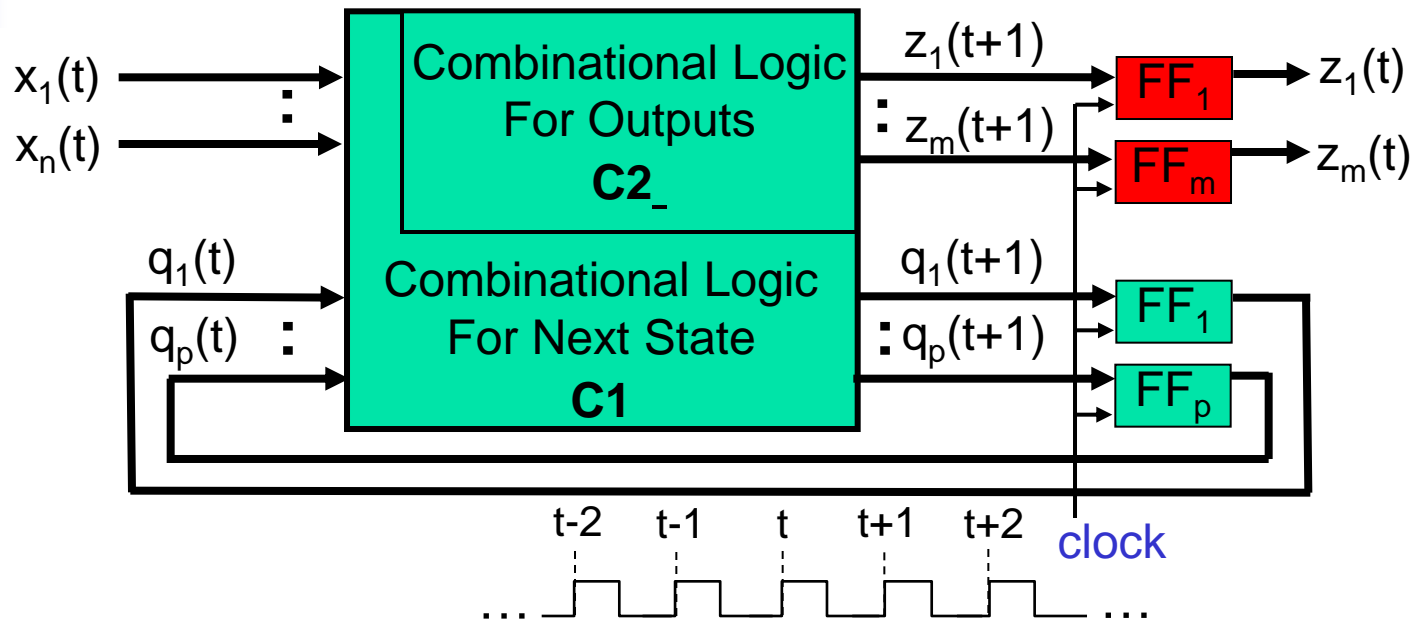 x₁(t)
:
xₙ(t)
q₁(t)
:
qₚ(t)
Combinational Logic
For Outputs
C2_
Combinational Logic
For Next State
C1
z₁(t+1)
:
zₘ(t+1)
q₁(t+1)
:
qₚ(t+1)
FF₁
FFₘ
FF₁
FFₚ
z₁(t)
zₘ(t)
t-2 t-1 t t+1 t+2
clock
... ...